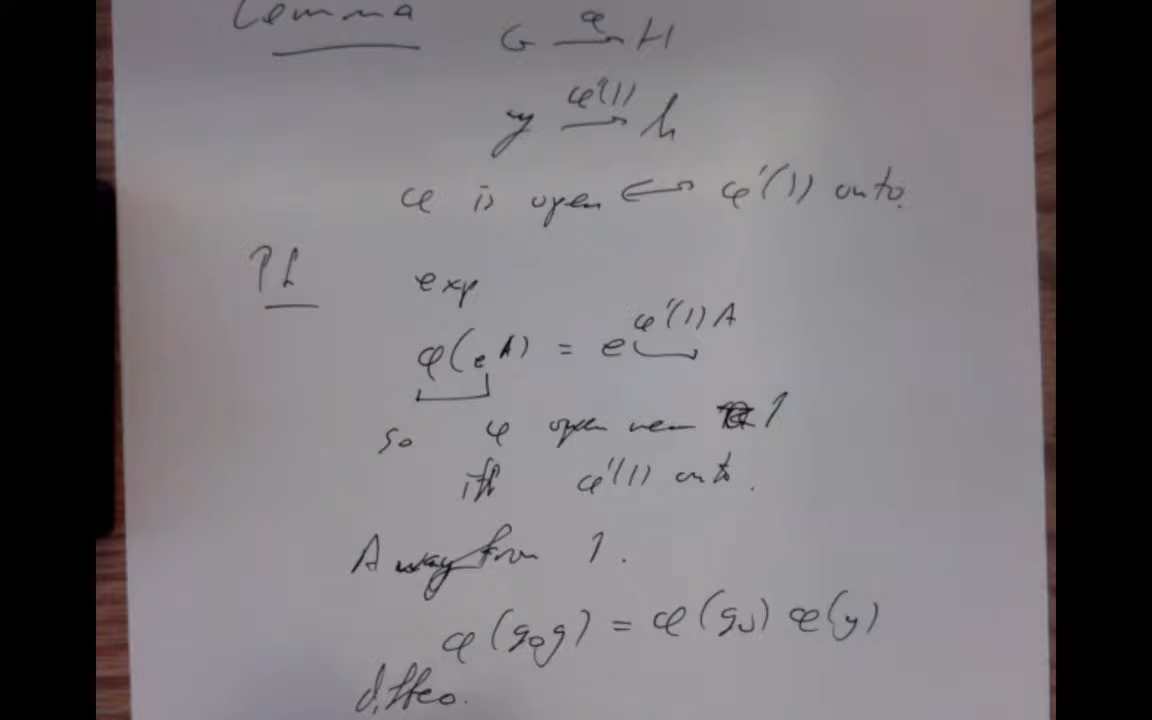 Lemma G →^φ H
𝔤 →^φ'(1) 𝔥
φ is open ⟺ φ'(1) onto.
Pf exp
φ(e^A) = e^φ'(1)A
so φ open near 1
iff φ'(1) onto.
Away from 1.
φ(g₀g) = φ(g₀) φ(g)
diffeo.